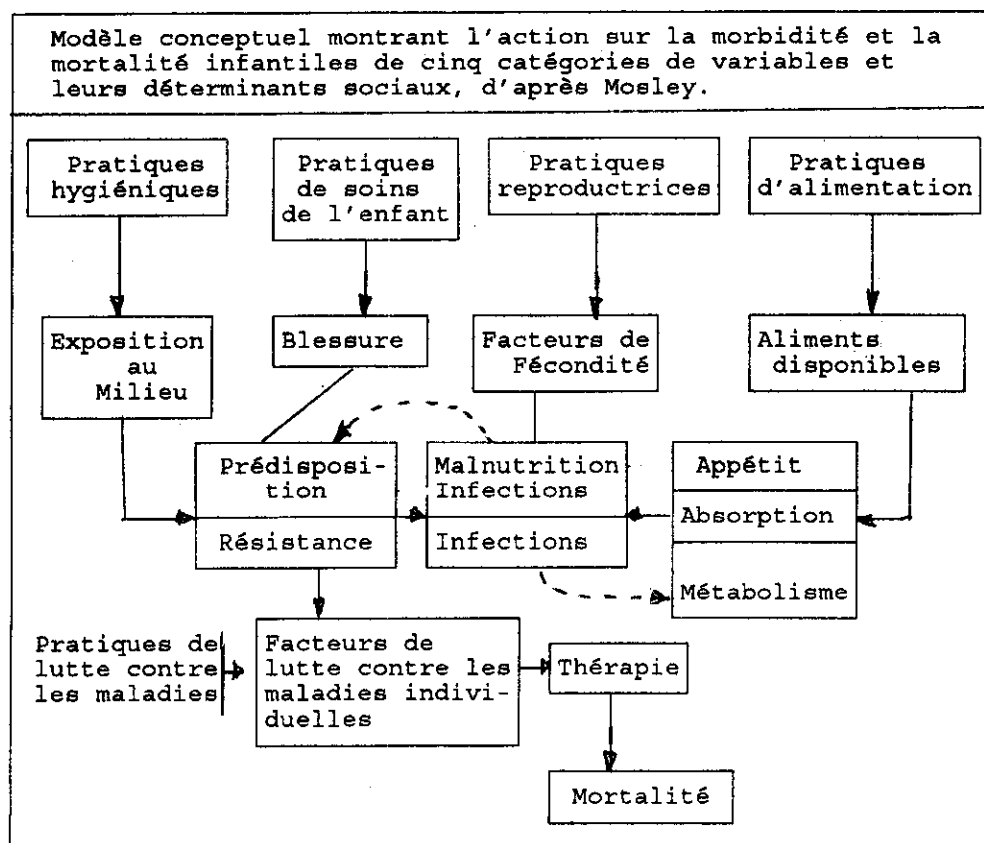 Modèle conceptuel montrant l'action sur la morbidité et la
mortalité infantiles de cinq catégories de variables et
leurs déterminants sociaux, d'après Mosley.
Pratiques
hygiéniques
Pratiques
de soins
de l'enfant
Pratiques
reproductrices
Pratiques
d'alimentation
Exposition
au
Milieu
Blessure
Facteurs de
Fécondité
Aliments
disponibles
Prédisposi-
tion
Résistance
Malnutrition
Infections
Infections
Appétit
Absorption
Métabolisme
Pratiques de
lutte contre
les maladies
Facteurs de
lutte contre les
maladies indivi-
duelles
Thérapie
Mortalité